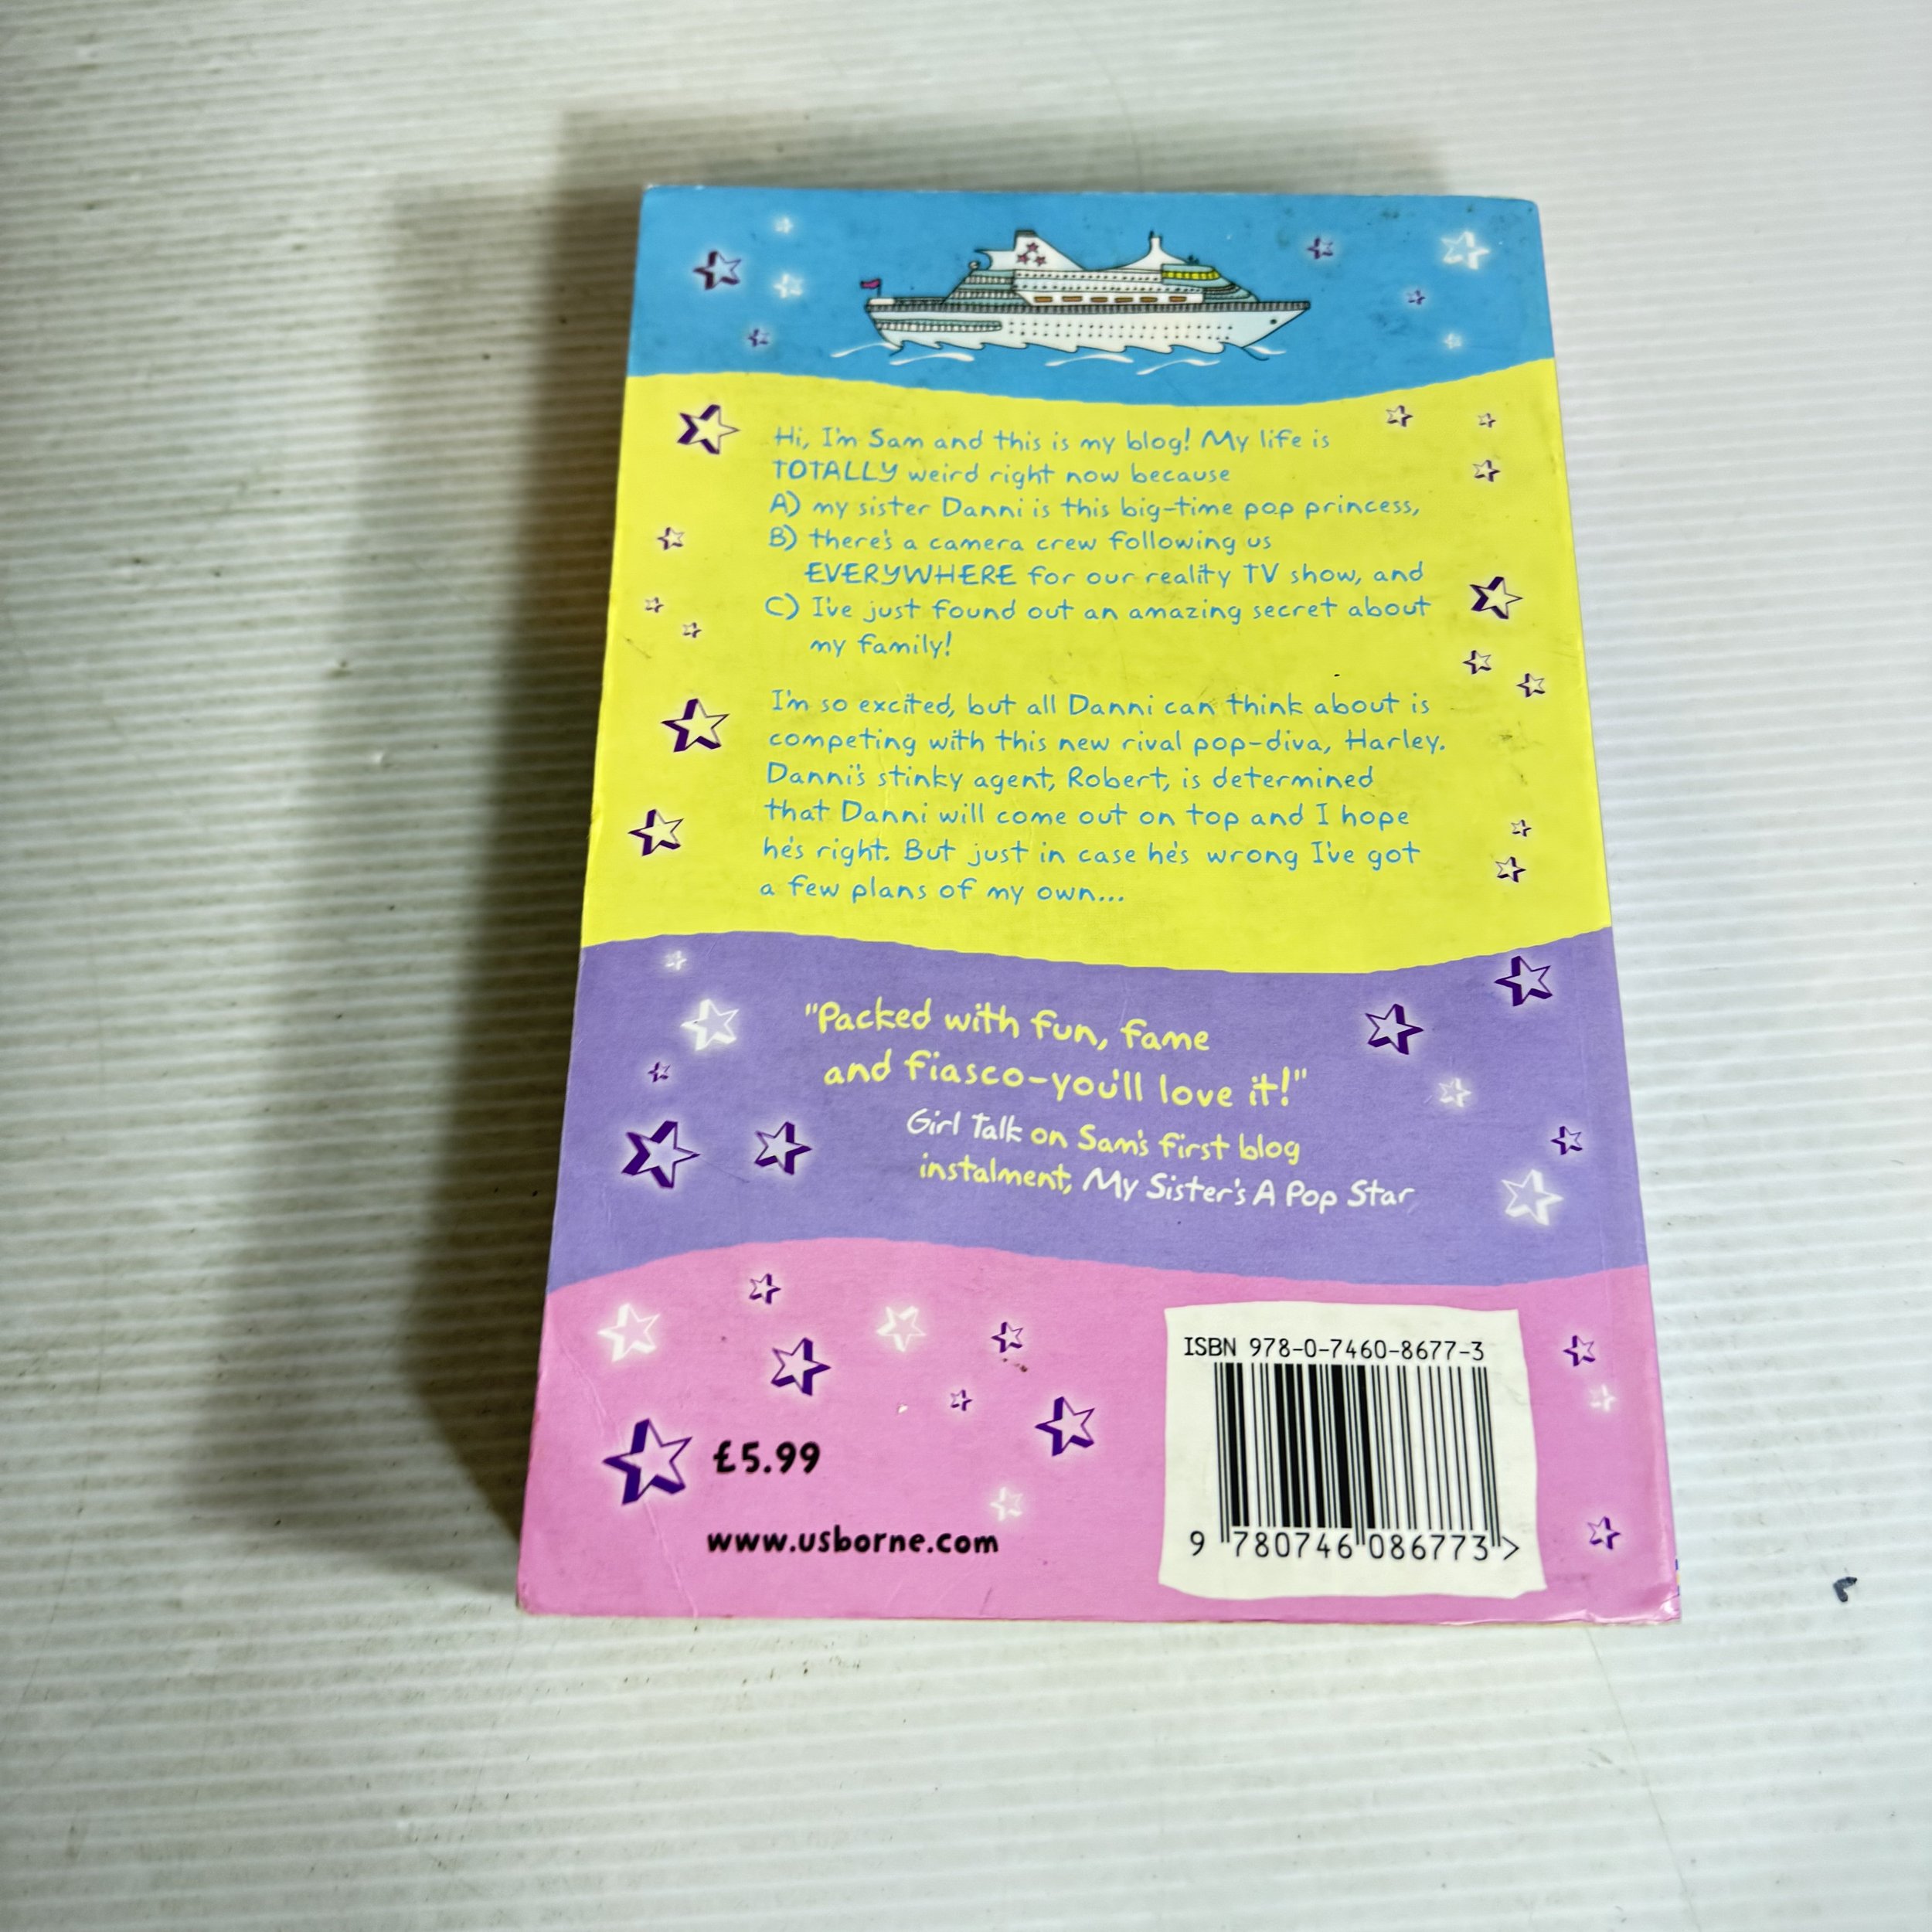 Hi, I'm Sam and this is my blog! My life is
TOTALLY weird right now because
A) my sister Danni is this big-time pop princess,
B) there's a camera crew following us
EVERYWHERE for our reality TV show, and
C) I've just found out an amazing secret about
my family!
I'm so excited, but all Danni can think about is
competing with this new rival pop-diva, Harley.
Danni's stinky agent, Robert, is determined
that Danni will come out on top and I hope
he's right. But just in case he's wrong I've got
a few plans of my own...
"Packed with fun, fame
and fiasco–you'll love it!"
Girl Talk on Sam's first blog
instalment, My Sister's A Pop Star
ISBN 978-0-7460-8677-3
9 780746 086773 >
£5.99
www.usborne.com